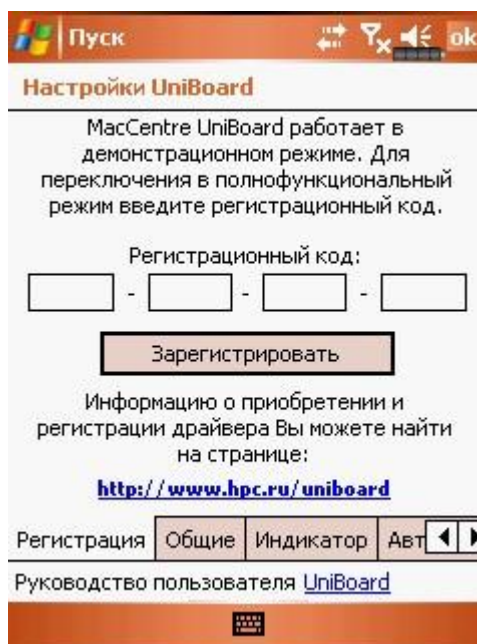 Пуск
ok
Настройки UniBoard
MacCentre UniBoard работает в
демонстрационном режиме. Для
переключения в полнофункциональный
режим введите регистрационный код.
Регистрационный код:
- - -
Зарегистрировать
Информацию о приобретении и
регистрации драйвера Вы можете найти
на странице:
http://www.hpc.ru/uniboard
Регистрация Общие Индикатор Авт
Руководство пользователя UniBoard